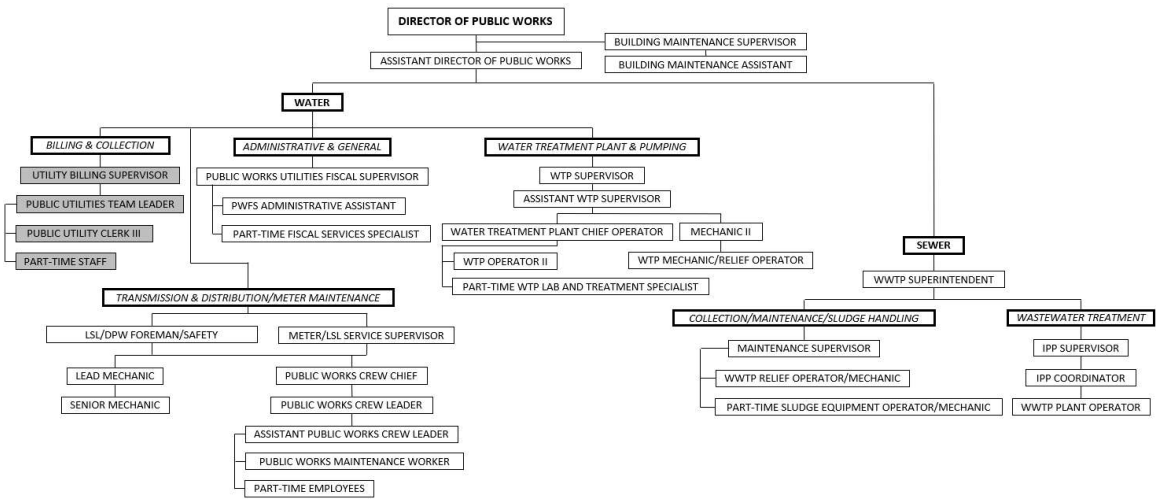 DIRECTOR OF PUBLIC WORKS
BUILDING MAINTENANCE SUPERVISOR
ASSISTANT DIRECTOR OF PUBLIC WORKS
BUILDING MAINTENANCE ASSISTANT
WATER
BILLING & COLLECTION
UTILITY BILLING SUPERVISOR
PUBLIC UTILITIES TEAM LEADER
PUBLIC UTILITY CLERK III
PART-TIME STAFF
ADMINISTRATIVE & GENERAL
PUBLIC WORKS UTILITIES FISCAL SUPERVISOR
PWFS ADMINISTRATIVE ASSISTANT
PART-TIME FISCAL SERVICES SPECIALIST
WATER TREATMENT PLANT & PUMPING
WTP SUPERVISOR
ASSISTANT WTP SUPERVISOR
WATER TREATMENT PLANT CHIEF OPERATOR
WTP OPERATOR II
PART-TIME WTP LAB AND TREATMENT SPECIALIST
MECHANIC II
WTP MECHANIC/RELIEF OPERATOR
TRANSMISSION & DISTRIBUTION/METER MAINTENANCE
LSL/DPW FOREMAN/SAFETY
LEAD MECHANIC
SENIOR MECHANIC
METER/LSL SERVICE SUPERVISOR
PUBLIC WORKS CREW CHIEF
PUBLIC WORKS CREW LEADER
ASSISTANT PUBLIC WORKS CREW LEADER
PUBLIC WORKS MAINTENANCE WORKER
PART-TIME EMPLOYEES
SEWER
WWTP SUPERINTENDENT
COLLECTION/MAINTENANCE/SLUDGE HANDLING
MAINTENANCE SUPERVISOR
WWTP RELIEF OPERATOR/MECHANIC
PART-TIME SLUDGE EQUIPMENT OPERATOR/MECHANIC
WASTEWATER TREATMENT
IPP SUPERVISOR
IPP COORDINATOR
WWTP PLANT OPERATOR